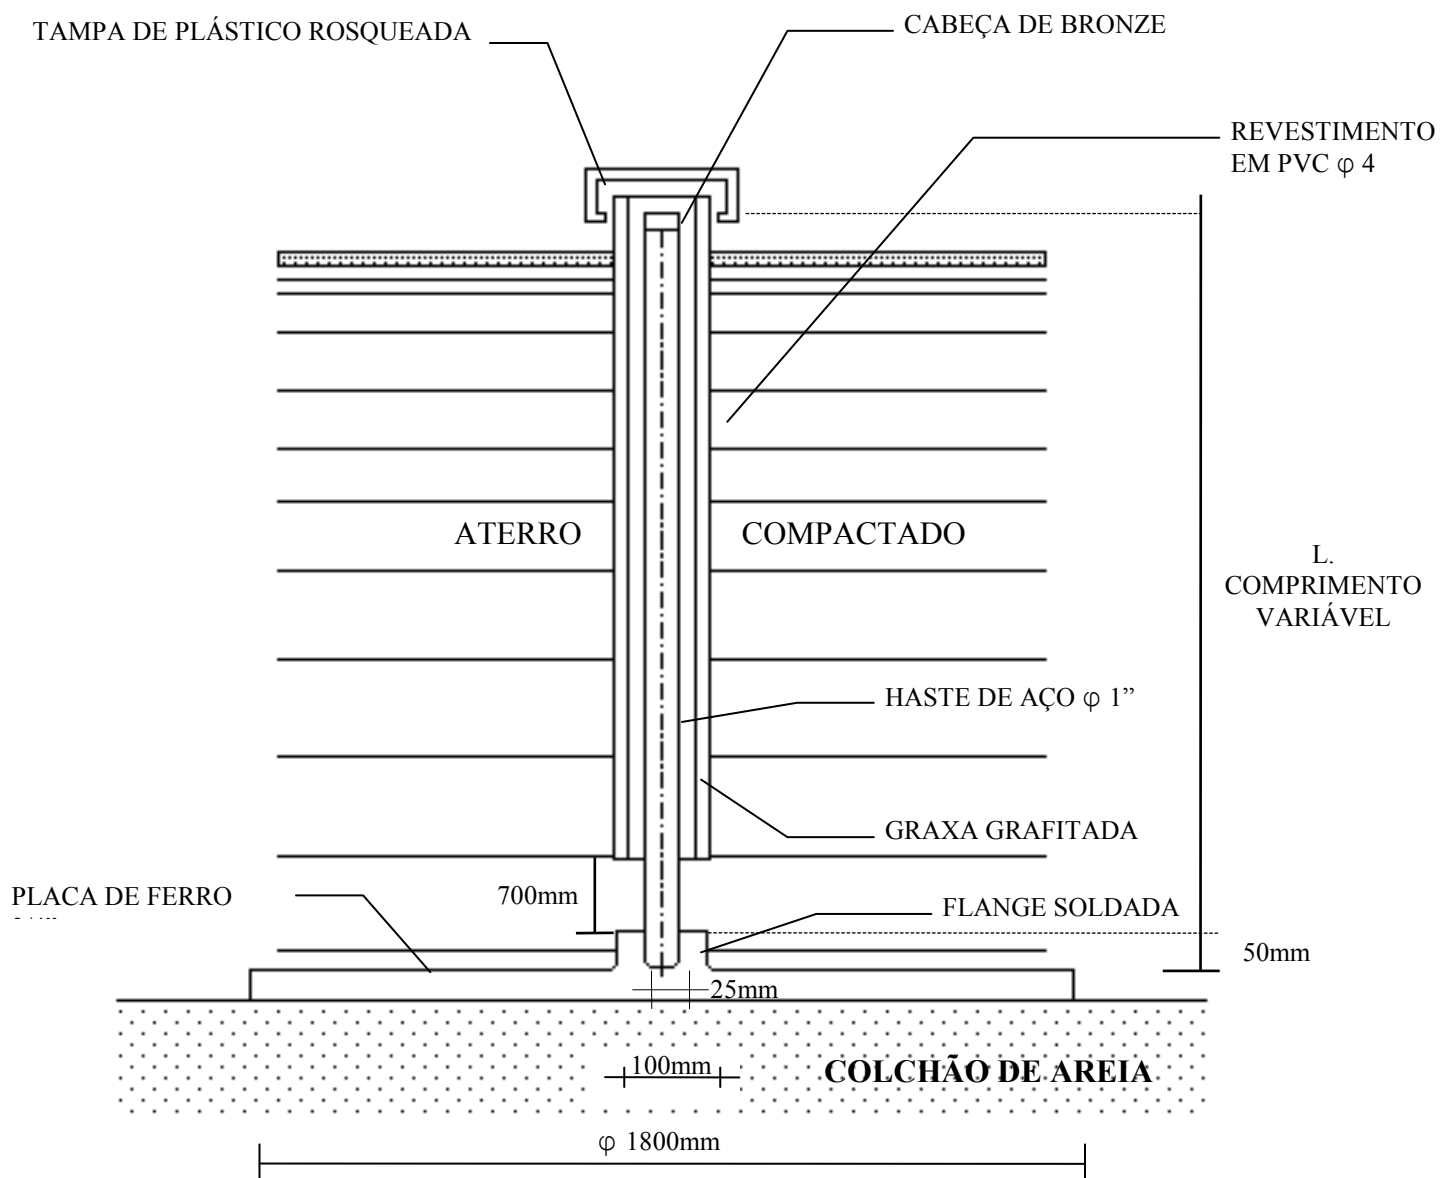 TAMPA DE PLÁSTICO ROSQUEADA
CABEÇA DE BRONZE
REVESTIMENTO
EM PVC φ 4
ATERRO
COMPACTADO
L.
COMPRIMENTO
VARIÁVEL
HASTE DE AÇO φ 1”
GRAXA GRAFITADA
PLACA DE FERRO
700mm
FLANGE SOLDADA
50mm
25mm
100mm
COLCHÃO DE AREIA
φ 1800mm